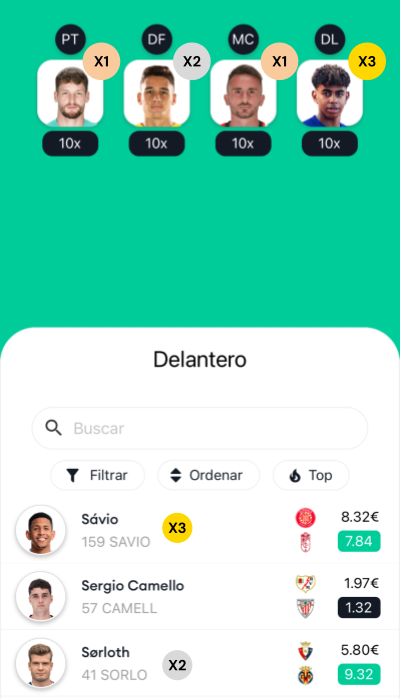 PT DF MC DL
X1 X2 X1 X3
10x 10x 10x 10x
Delantero
Buscar
Filtrar Ordenar Top
Sávio X3 8.32€
159 SAVIO 7.84
Sergio Camello 1.97€
57 CAMELL 1.32
Sørloth X2 5.80€
41 SORLO 9.32